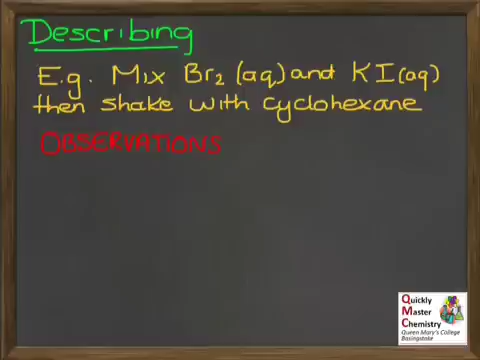 Describing
E.g. Mix Br₂ (aq) and KI(aq)
then shake with cyclohexane
OBSERVATIONS
Quickly
Master
Chemistry
Queen Mary's College
Basingstoke